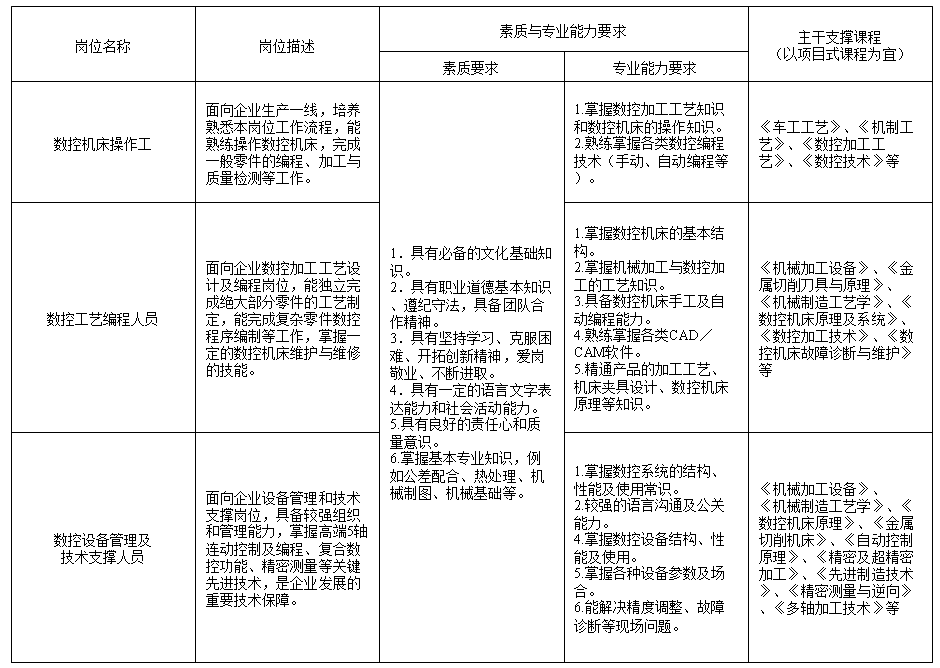 岗位名称
岗位描述
素质与专业能力要求
主干支撑课程
（以项目式课程为宜）
素质要求
专业能力要求
数控机床操作工
面向企业生产一线，培养
熟悉本岗位工作流程，能
熟练操作数控机床，完成
一般零件的编程、加工与
质量检测等工作。
1.掌握数控加工工艺知识
和数控机床的操作知识。
2.熟练掌握各类数控编程
技术（手动、自动编程等
）。
《车工工艺》、《机制工
艺》、《数控加工工
艺》、《数控技术》等
数控工艺编程人员
面向企业数控加工工艺设
计及编程岗位，能独立完
成绝大部分零件的工艺制
定，能完成复杂零件数控
程序编制等工作，掌握一
定的数控机床维护与维修
的技能。
1．具有必备的文化基础知
识。
2．具有职业道德基本知识
、遵纪守法，具备团队合
作精神。
3．具有坚持学习、克服困
难、开拓创新精神，爱岗
敬业、不断进取。
4．具有一定的语言文字表
达能力和社会活动能力。
5.具有良好的责任心和质
量意识。
6.掌握基本专业知识，例
如公差配合、热处理、机
械制图、机械基础等。
1.掌握数控机床的基本结
构。
2.掌握机械加工与数控加
工的工艺知识。
3.具备数控机床手工及自
动编程能力。
4.熟练掌握各类CAD／
CAM软件。
5.精通产品的加工工艺、
机床夹具设计、数控机床
原理等知识。
《机械加工设备》、《金
属切削刀具与原理》、
《机械制造工艺学》、《
数控机床原理及系统》、
《数控加工技术》、《数
控机床故障诊断与维护》
等
数控设备管理及
技术支撑人员
面向企业设备管理和技术
支撑岗位，具备较强组织
和管理能力，掌握高端5轴
连动控制及编程、复合数
控功能、精密测量等关键
先进技术，是企业发展的
重要技术保障。
1.掌握数控系统的结构、
性能及使用常识。
2.较强的语言沟通及公关
能力。
4.掌握数控设备结构、性
能及使用。
5.掌握各种设备参数及场
合。
6.能解决精度调整、故障
诊断等现场问题。
《机械加工设备》、
《机械制造工艺学》、《
数控机床原理》、《金属
切削机床》、《自动控制
原理》、《精密及超精密
加工》、《先进制造技术
》、《精密测量与逆向》
、《多轴加工技术》等